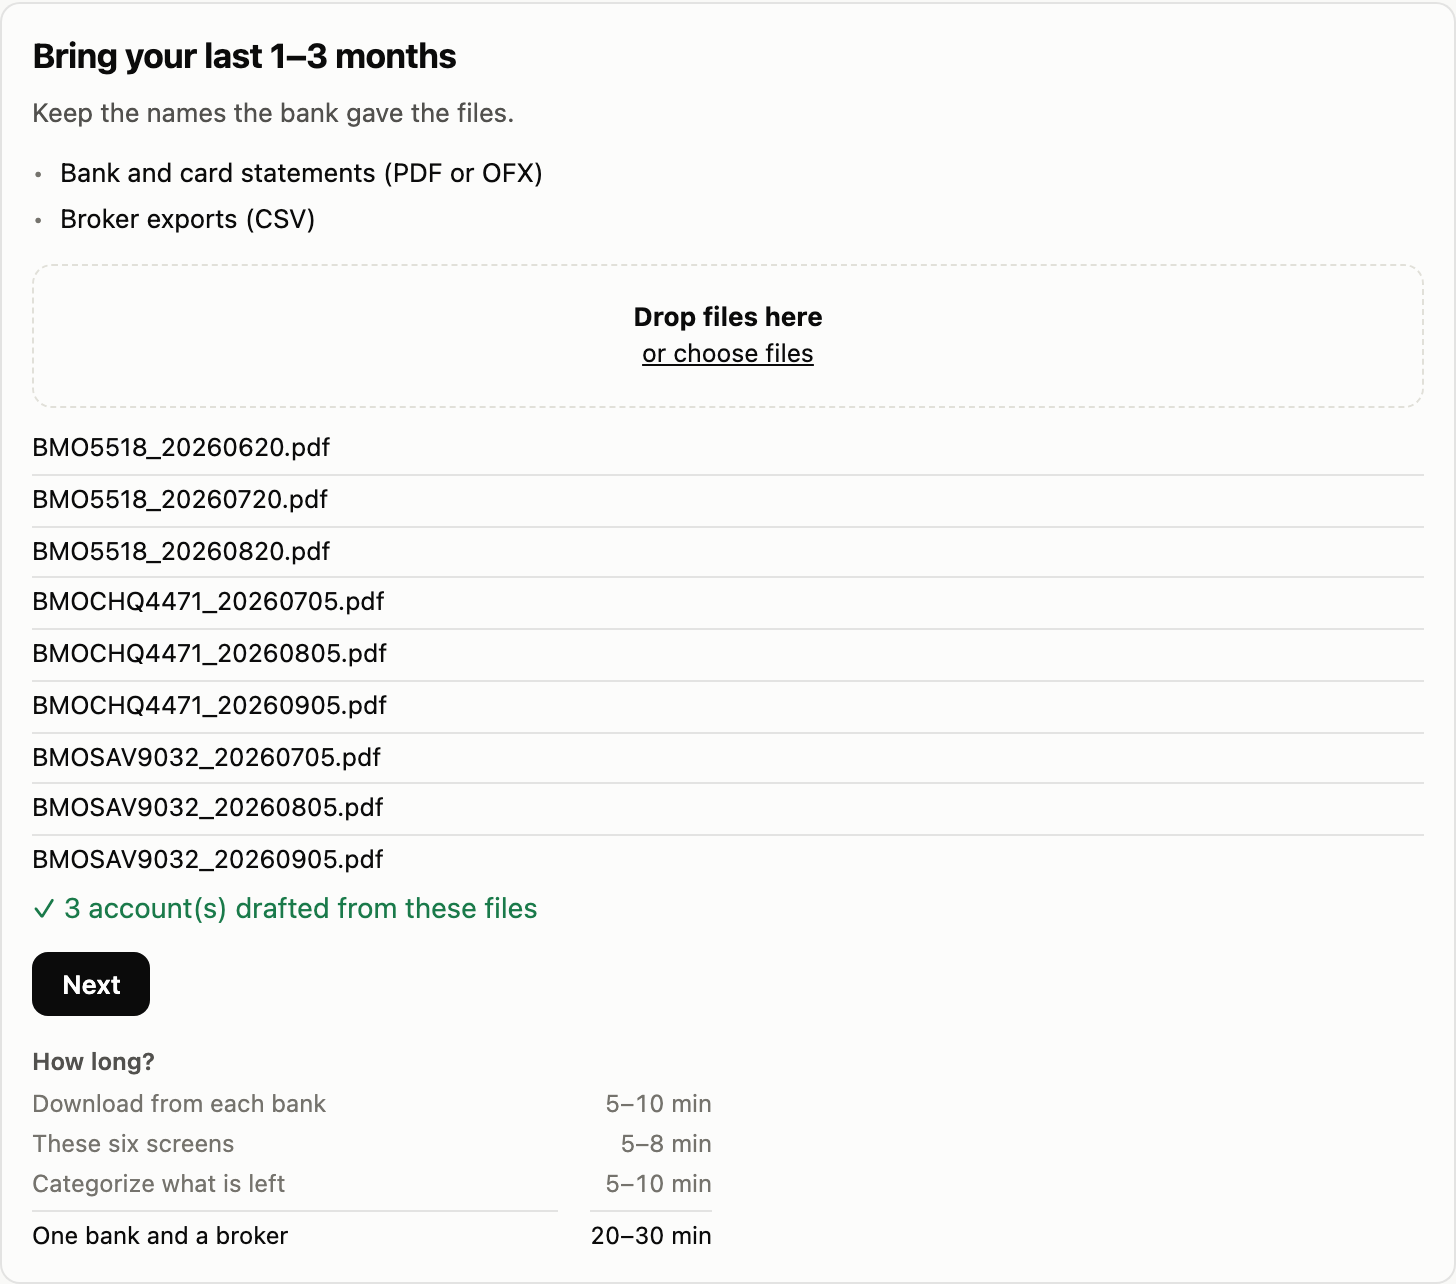 Bring your last 1–3 months
Keep the names the bank gave the files.
• Bank and card statements (PDF or OFX)
• Broker exports (CSV)
Drop files here
or choose files
BMO5518_20260620.pdf
BMO5518_20260720.pdf
BMO5518_20260820.pdf
BMOCHQ4471_20260705.pdf
BMOCHQ4471_20260805.pdf
BMOCHQ4471_20260905.pdf
BMOSAV9032_20260705.pdf
BMOSAV9032_20260805.pdf
BMOSAV9032_20260905.pdf
✓ 3 account(s) drafted from these files
Next
How long?
Download from each bank 5–10 min
These six screens 5–8 min
Categorize what is left 5–10 min
One bank and a broker 20–30 min